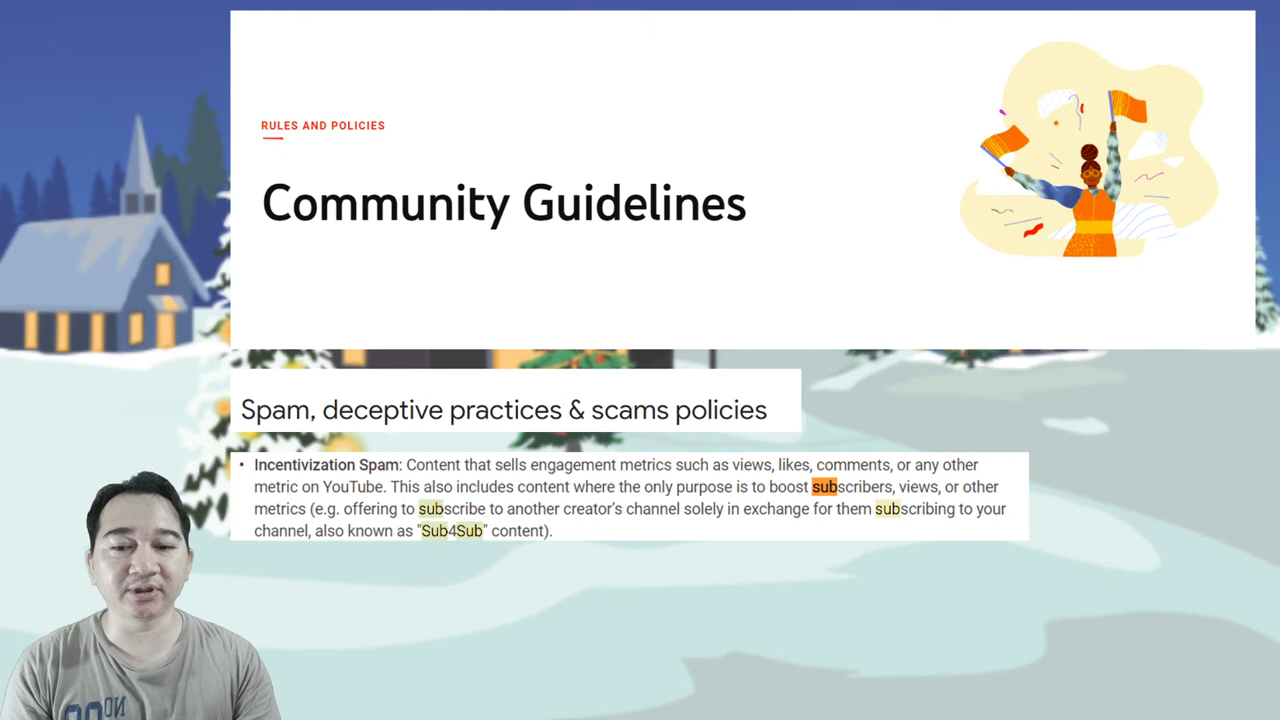 RULES AND POLICIES
Community Guidelines
Spam, deceptive practices & scams policies
• Incentivization Spam: Content that sells engagement metrics such as views, likes, comments, or any other
metric on YouTube. This also includes content where the only purpose is to boost subscribers, views, or other
metrics (e.g. offering to subscribe to another creator's channel solely in exchange for them subscribing to your
channel, also known as "Sub4Sub" content).